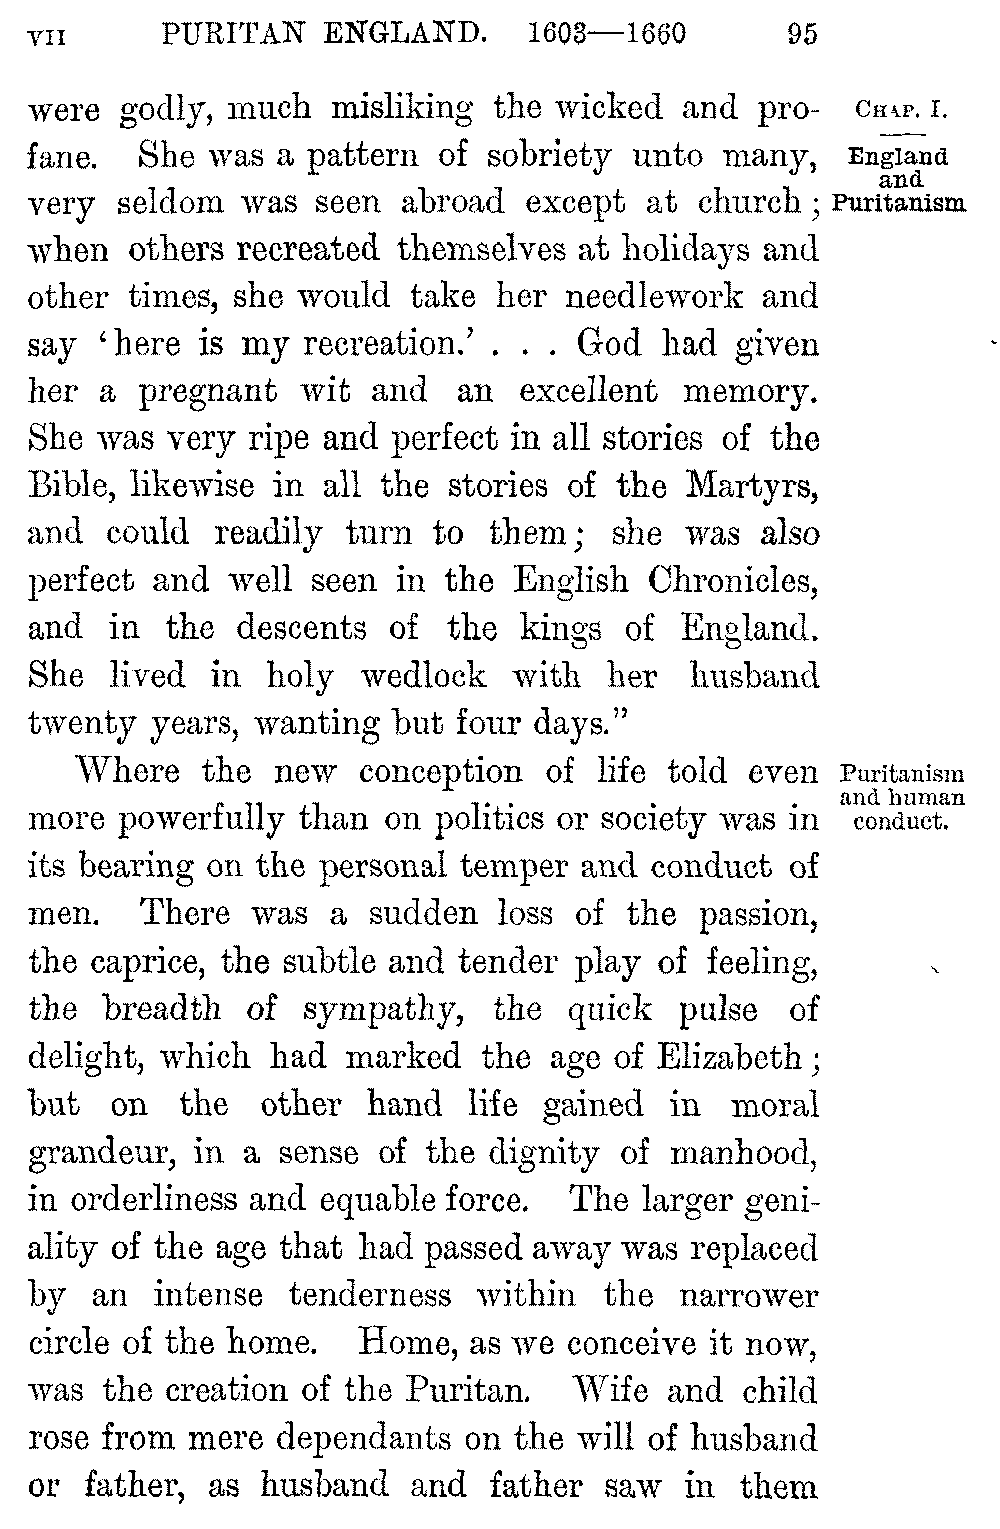 VII PURITAN ENGLAND. 1603—1660 95
were godly, much misliking the wicked and pro-
fane. She was a pattern of sobriety unto many,
very seldom was seen abroad except at church;
when others recreated themselves at holidays and
other times, she would take her needlework and
say ‘here is my recreation.’ . . . God had given
her a pregnant wit and an excellent memory.
She was very ripe and perfect in all stories of the
Bible, likewise in all the stories of the Martyrs,
and could readily turn to them; she was also
perfect and well seen in the English Chronicles,
and in the descents of the kings of England.
She lived in holy wedlock with her husband
twenty years, wanting but four days.”
CHAP. I.
England
and
Puritanism
Where the new conception of life told even
more powerfully than on politics or society was in
its bearing on the personal temper and conduct of
men. There was a sudden loss of the passion,
the caprice, the subtle and tender play of feeling,
the breadth of sympathy, the quick pulse of
delight, which had marked the age of Elizabeth;
but on the other hand life gained in moral
grandeur, in a sense of the dignity of manhood,
in orderliness and equable force. The larger geni-
ality of the age that had passed away was replaced
by an intense tenderness within the narrower
circle of the home. Home, as we conceive it now,
was the creation of the Puritan. Wife and child
rose from mere dependants on the will of husband
or father, as husband and father saw in them
Puritanism
and human
conduct.